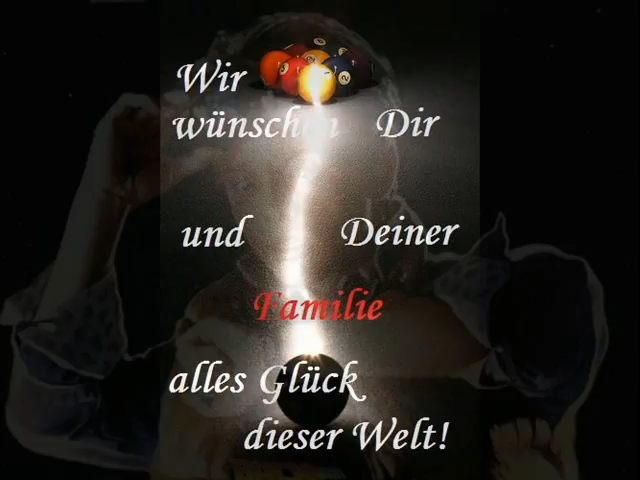 Wir
wünschen Dir
und Deiner
Familie
alles Glück
dieser Welt!